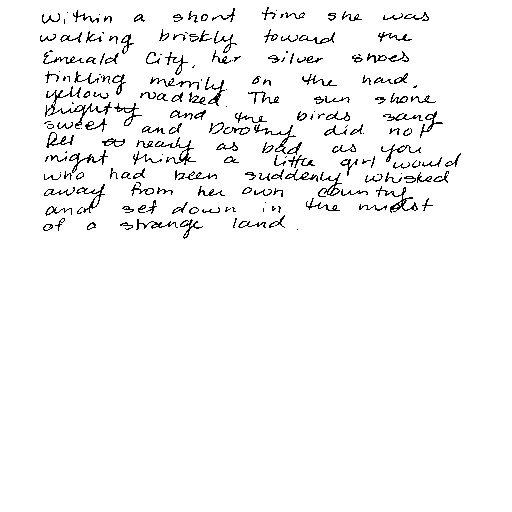 Within a short time she was
walking briskly toward the
Emerald City, her silver shoes
tinkling merrily on the hard,
yellow roadbed. The sun shone
brightly and the birds sang
sweet and Dorothy did not
feel so nearly as bad as you
might think a little girl would
who had been suddenly whisked
away from her own country
and set down in the midst
of a strange land.